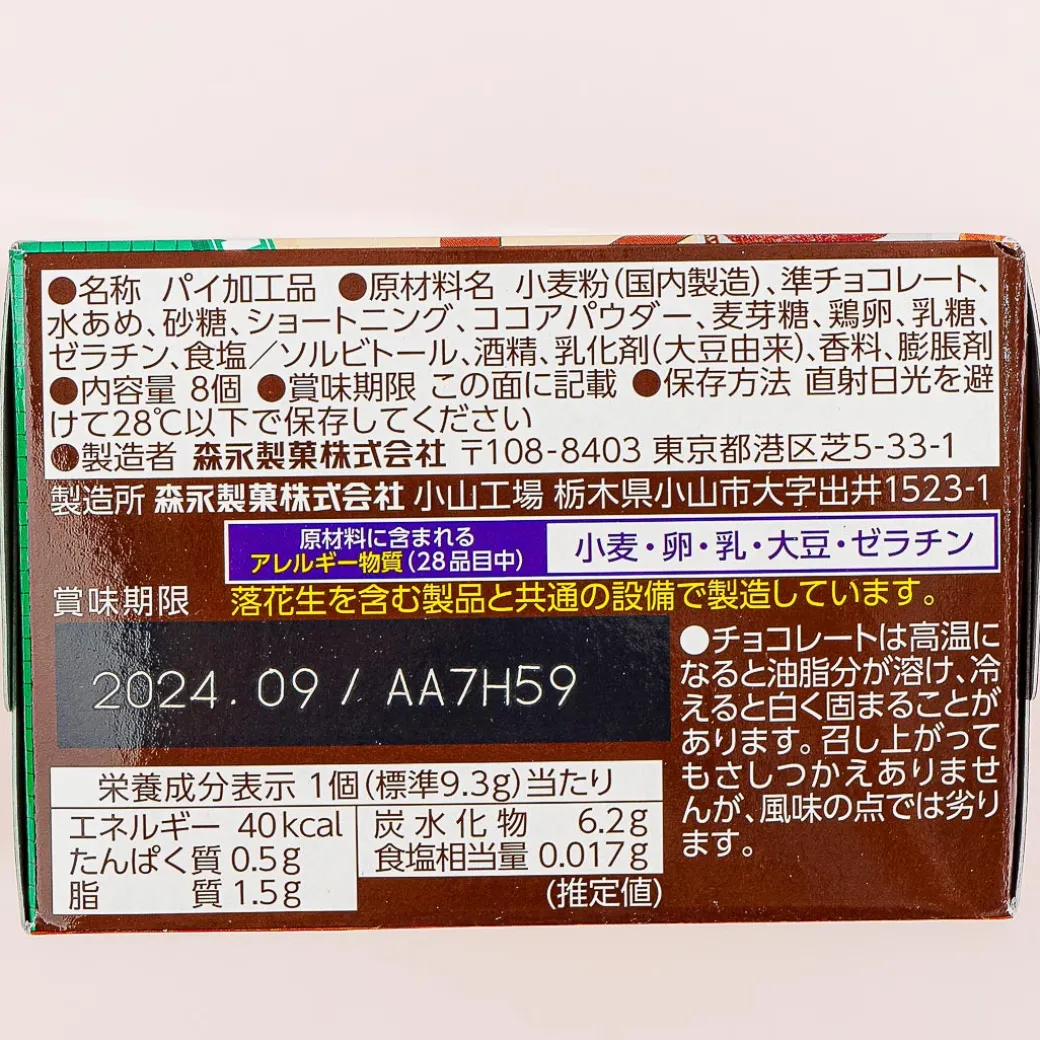 ●名称 パイ加工品 ●原材料名 小麦粉(国内製造)、準チョコレート、
水あめ、砂糖、ショートニング、ココアパウダー、麦芽糖、鶏卵、乳糖、
ゼラチン、食塩／ソルビトール、酒精、乳化剤(大豆由来)、香料、膨脹剤
●内容量 8個 ●賞味期限 この面に記載 ●保存方法 直射日光を避
けて28℃以下で保存してください
●製造者 森永製菓株式会社 〒108-8403 東京都港区芝5-33-1
製造所 森永製菓株式会社 小山工場 栃木県小山市大字出井1523-1
原材料に含まれる
アレルギー物質(28品目中)
小麦・卵・乳・大豆・ゼラチン
落花生を含む製品と共通の設備で製造しています。
賞味期限
2024.09/AA7H59
●チョコレートは高温に
なると油脂分が溶け、冷
えると白く固まることが
あります。召し上がって
もさしつかえありませ
んが、風味の点では劣り
ます。
栄養成分表示 1個(標準9.3g)当たり
エネルギー 40kcal
たんぱく質 0.5g
脂質 1.5g
炭水化物 6.2g
食塩相当量 0.017g
(推定値)